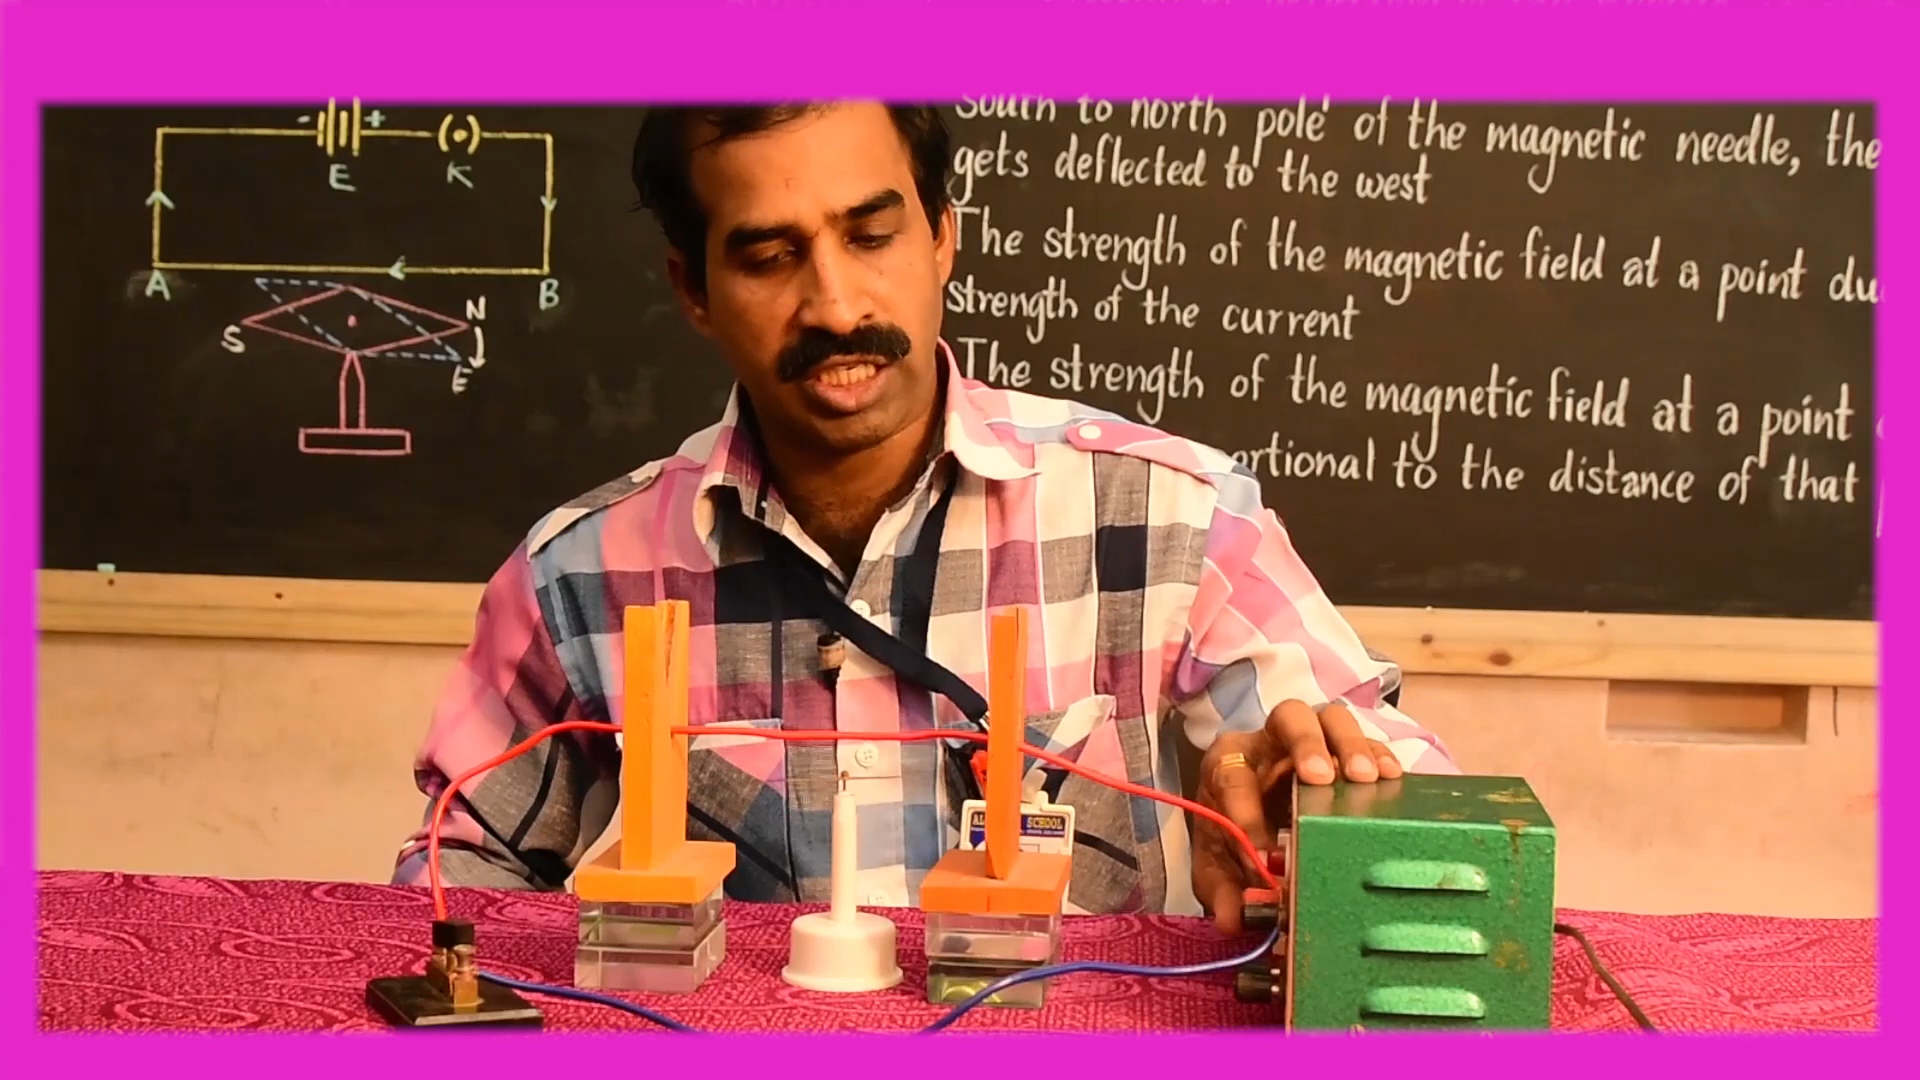 - +
E K
A B
S N
E
South to north pole' of the magnetic needle, the
gets deflected to the west
The strength of the magnetic field at a point du
strength of the current
The strength of the magnetic field at a point
ortional to the distance of that
AL SCHOOL